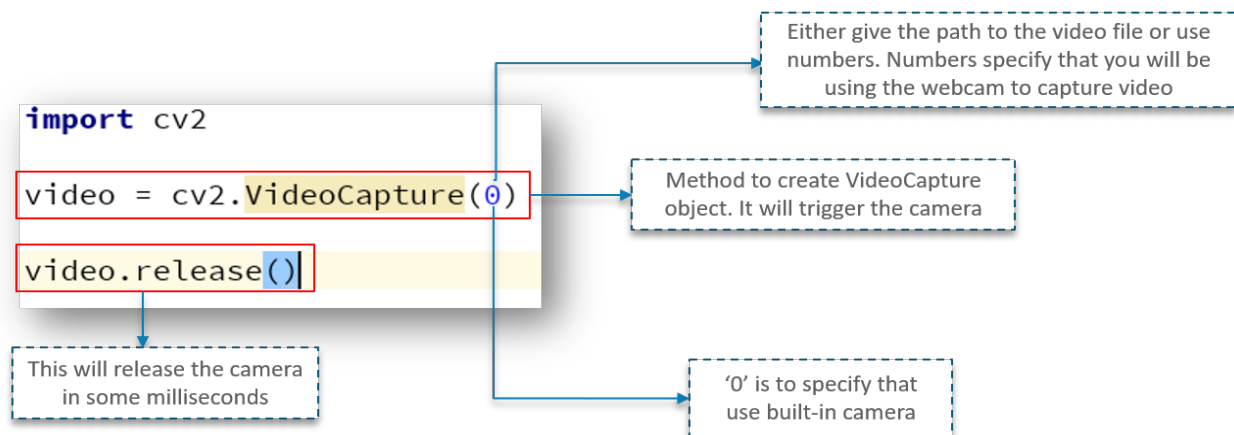 Either give the path to the video file or use
numbers. Numbers specify that you will be
using the webcam to capture video
import cv2
video = cv2.VideoCapture(0)
Method to create VideoCapture
object. It will trigger the camera
video.release()
This will release the camera
in some milliseconds
‘0’ is to specify that
use built-in camera